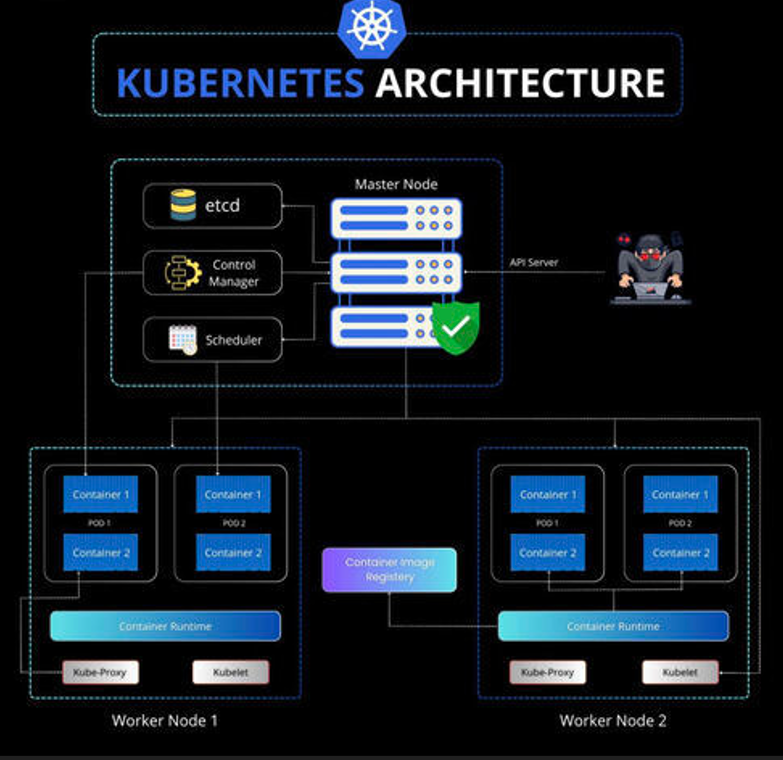 KUBERNETES ARCHITECTURE
Master Node
etcd
Control
Manager
Scheduler
API Server
Container 1
POD 1
Container 2
Container 1
POD 2
Container 2
Container Runtime
Kube-Proxy
Kubelet
Worker Node 1
Container Image
Registery
Container 1
POD 1
Container 2
Container 1
POD 2
Container 2
Container Runtime
Kube-Proxy
Kubelet
Worker Node 2